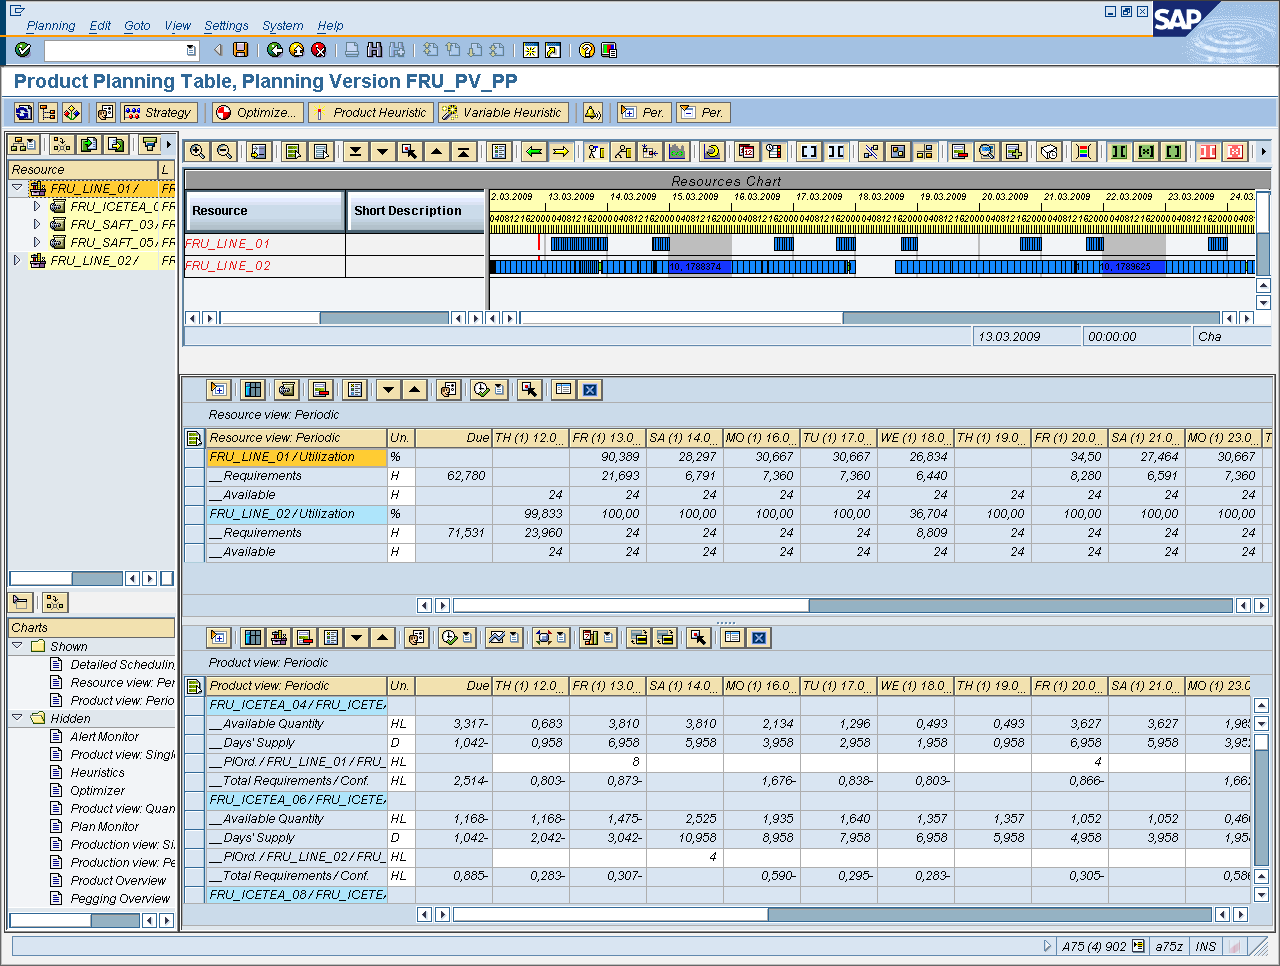 Planning Edit Goto View Settings System Help
SAP
Product Planning Table, Planning Version FRU_PV_PP
Strategy Optimize... Product Heuristic Variable Heuristic Per. Per.
Resource L
FRU_LINE_01/ FR
FRU_ICETEA_0 FR
FRU_SAFT_03/ FR
FRU_SAFT_05/ FR
FRU_LINE_02/ FR
Resources Chart
Resource Short Description
2.03.2009 13.03.2009 14.03.2009 15.03.2009 16.03.2009 17.03.2009 18.03.2009 19.03.2009 20.03.2009 21.03.2009 22.03.2009 23.03.2009 24.03
FRU_LINE_01
FRU_LINE_02
10, 1798374 10, 1799625
13.03.2009 00:00:00 Cha
Resource view: Periodic
Resource view: Periodic Un. Due TH (1) 12.0... FR (1) 13.0... SA (1) 14.0... MO (1) 16.0... TU (1) 17.0... WE (1) 18.0... TH (1) 19.0... FR (1) 20.0... SA (1) 21.0... MO (1) 23.0... T
FRU_LINE_01 / Utilization % 90,389 28,297 30,667 30,667 26,834 34,50 27,464 30,667
__Requirements H 62,780 21,693 6,791 7,360 7,360 6,440 8,280 6,591 7,360
__Available H 24 24 24 24 24 24 24 24 24 24
FRU_LINE_02 / Utilization % 99,833 100,00 100,00 100,00 100,00 36,704 100,00 100,00 100,00 100,00
__Requirements H 71,531 23,960 24 24 24 24 8,809 24 24 24 24
__Available H 24 24 24 24 24 24 24 24 24 24
Charts
Shown
Detailed Schedulin
Resource view: Per
Product view: Perio
Hidden
Alert Monitor
Product view: Singl
Heuristics
Optimizer
Product view: Quan
Plan Monitor
Production view: Si
Production view: Pe
Product Overview
Pegging Overview
Product view: Periodic
Product view: Periodic Un. Due TH (1) 12.0... FR (1) 13.0... SA (1) 14.0... MO (1) 16.0... TU (1) 17.0... WE (1) 18.0... TH (1) 19.0... FR (1) 20.0... SA (1) 21.0... MO (1) 23.0
FRU_ICETEA_04 / FRU_ICETEA
__Available Quantity HL 3,317- 0,683 3,810 3,810 2,134 1,296 0,493 0,493 3,627 3,627 1,965
__Days' Supply D 1,042- 0,958 6,958 5,958 3,958 2,958 1,958 0,958 6,958 5,958 3,952
__PlOrd. / FRU_LINE_01 / FRU_ HL 8 4
__Total Requirements / Conf. HL 2,514- 0,803- 0,873- 1,676- 0,838- 0,803- 0,866- 1,662
FRU_ICETEA_06 / FRU_ICETEA
__Available Quantity HL 1,168- 1,168- 1,475- 2,525 1,935 1,640 1,357 1,357 1,052 1,052 0,466
__Days' Supply D 1,042- 2,042- 3,042- 10,958 8,958 7,958 6,958 5,958 4,958 3,958 1,958
__PlOrd. / FRU_LINE_02 / FRU_ HL 4
__Total Requirements / Conf. HL 0,885- 0,283- 0,307- 0,590- 0,295- 0,283- 0,305- 0,586
FRU_ICETEA_08 / FRU_ICETEA
A75 (4) 902 a75z INS